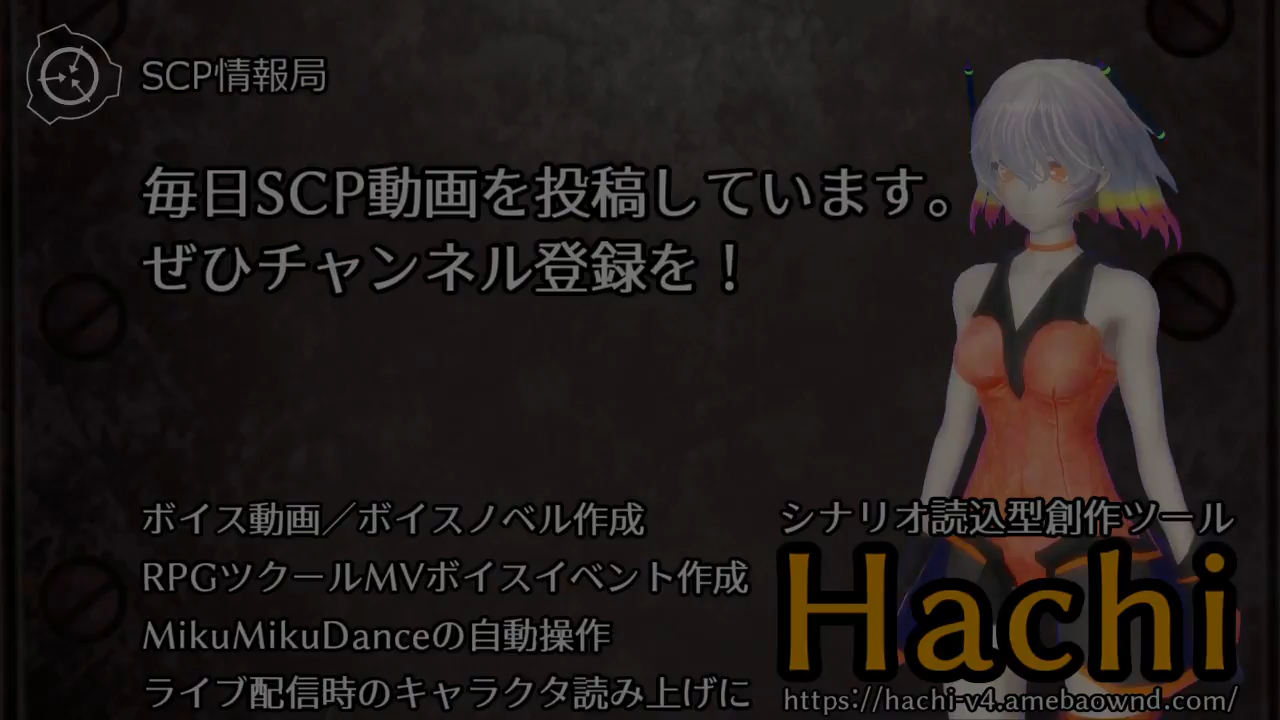 SCP情報局
毎日SCP動画を投稿しています。
ぜひチャンネル登録を！
ボイス動画／ボイスノベル作成
RPGツクールMVボイスイベント作成
MikuMikuDanceの自動操作
ライブ配信時のキャラクタ読み上げに
シナリオ読込型創作ツール
Hachi
https://hachi-v4.amebaownd.com/